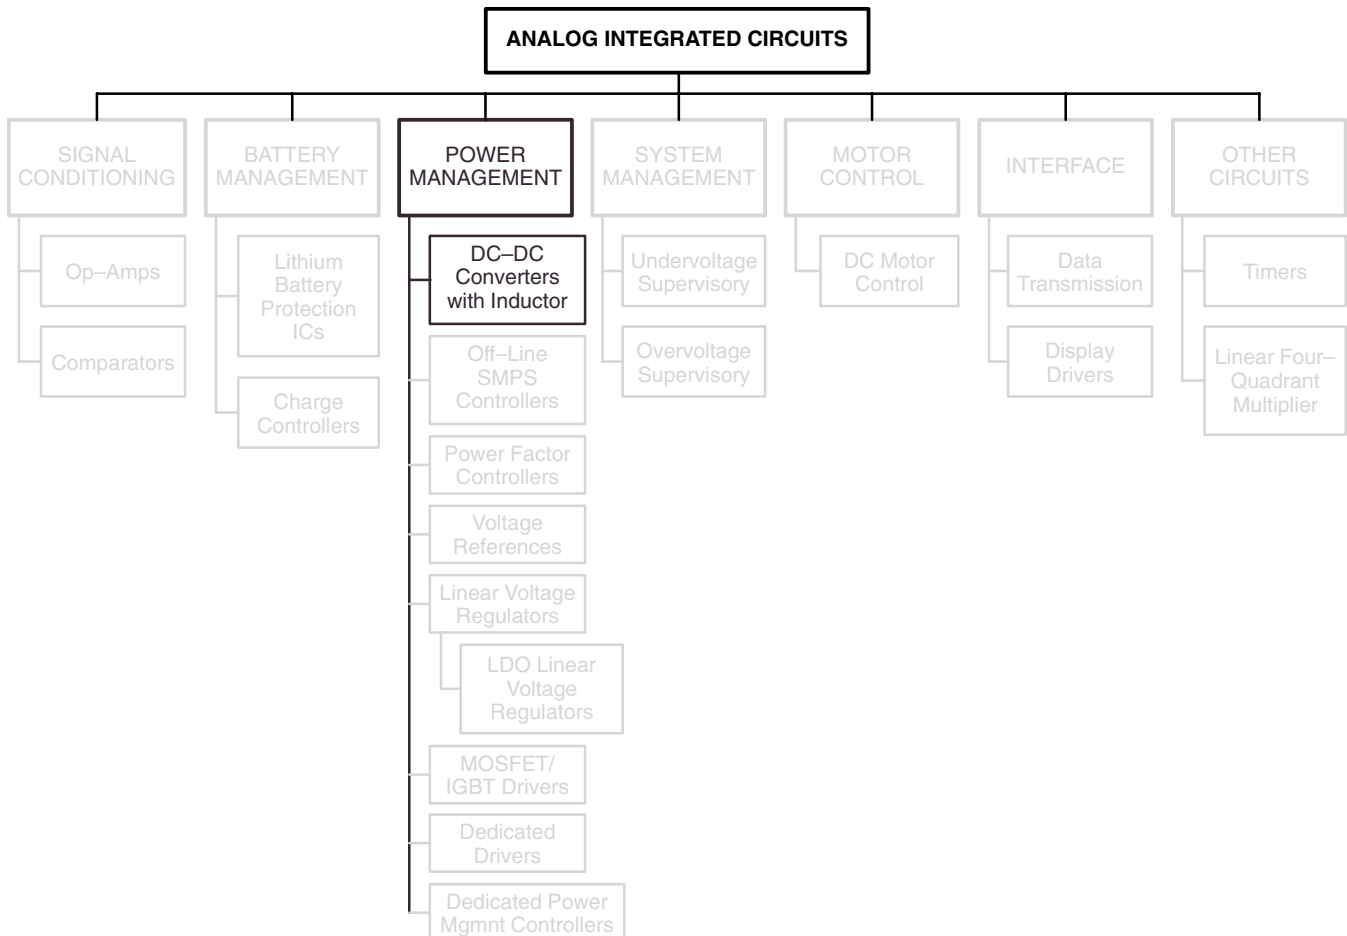 ANALOG INTEGRATED CIRCUITS
SIGNAL
CONDITIONING
Op–Amps
Comparators
BATTERY
MANAGEMENT
Lithium
Battery
Protection
ICs
Charge
Controllers
POWER
MANAGEMENT
DC–DC
Converters
with Inductor
Off–Line
SMPS
Controllers
Power Factor
Controllers
Voltage
References
Linear Voltage
Regulators
LDO Linear
Voltage
Regulators
MOSFET/
IGBT Drivers
Dedicated
Drivers
Dedicated Power
Mgmnt Controllers
SYSTEM
MANAGEMENT
Undervoltage
Supervisory
Overvoltage
Supervisory
MOTOR
CONTROL
DC Motor
Control
INTERFACE
Data
Transmission
Display
Drivers
OTHER
CIRCUITS
Timers
Linear Four–
Quadrant
Multiplier